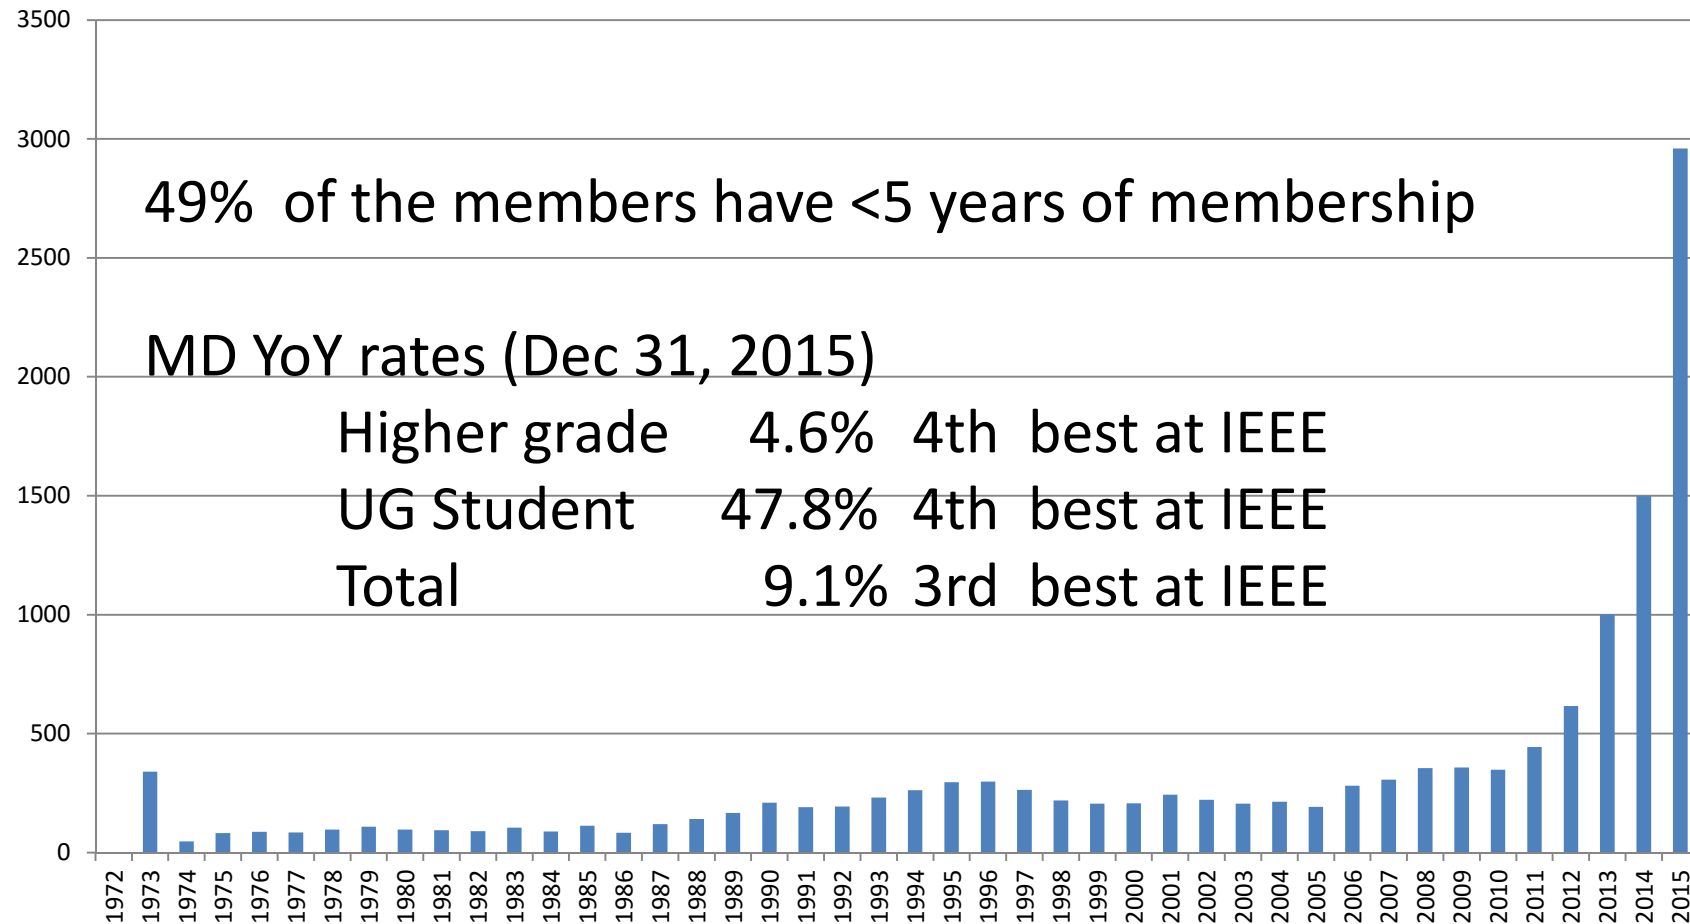 3500
3000
49% of the members have <5 years of membership
2500
MD YoY rates (Dec 31, 2015)
2000
Higher grade 4.6% 4th best at IEEE
1500
UG Student 47.8% 4th best at IEEE
Total 9.1% 3rd best at IEEE
1000
500
0
1972 1973 1974 1975 1976 1977 1978 1979 1980 1981 1982 1983 1984 1985 1986 1987 1988 1989 1990 1991 1992 1993 1994 1995 1996 1997 1998 1999 2000 2001 2002 2003 2004 2005 2006 2007 2008 2009 2010 2011 2012 2013 2014 2015